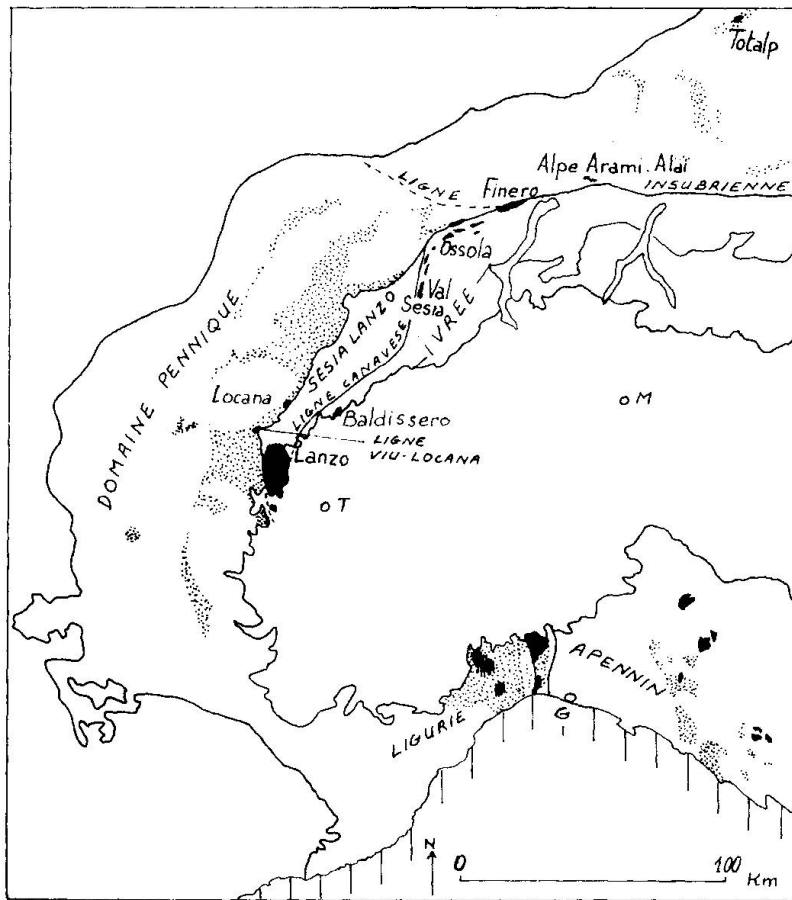 Totalp
Alpe Arami. Alaï
LIGNE
Finero
INSUBRIENNE
Ossola
Val
Sesia
IVREE
SESIA LANZO
LIGNE CANAVESE
DOMAINE PENNIQUE
Locana
Baldissero
LIGNE
VIU-LOCANA
Lanzo
M
T
APENNIN
LIGURIE
G
N
0
100
Km